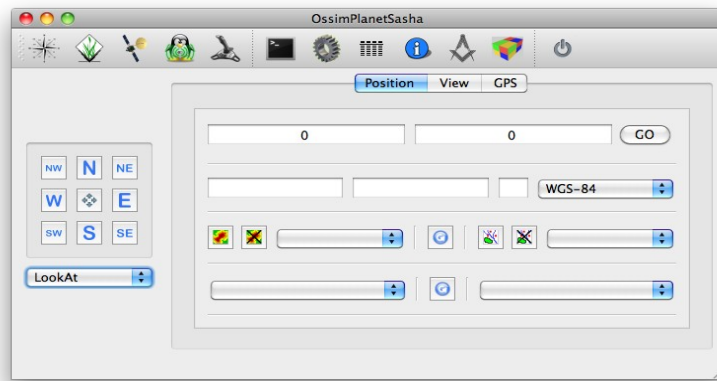 OssimPlanetSasha
Position View GPS
0 0 GO
NW N NE
W E
WGS-84
SW S SE
LookAt